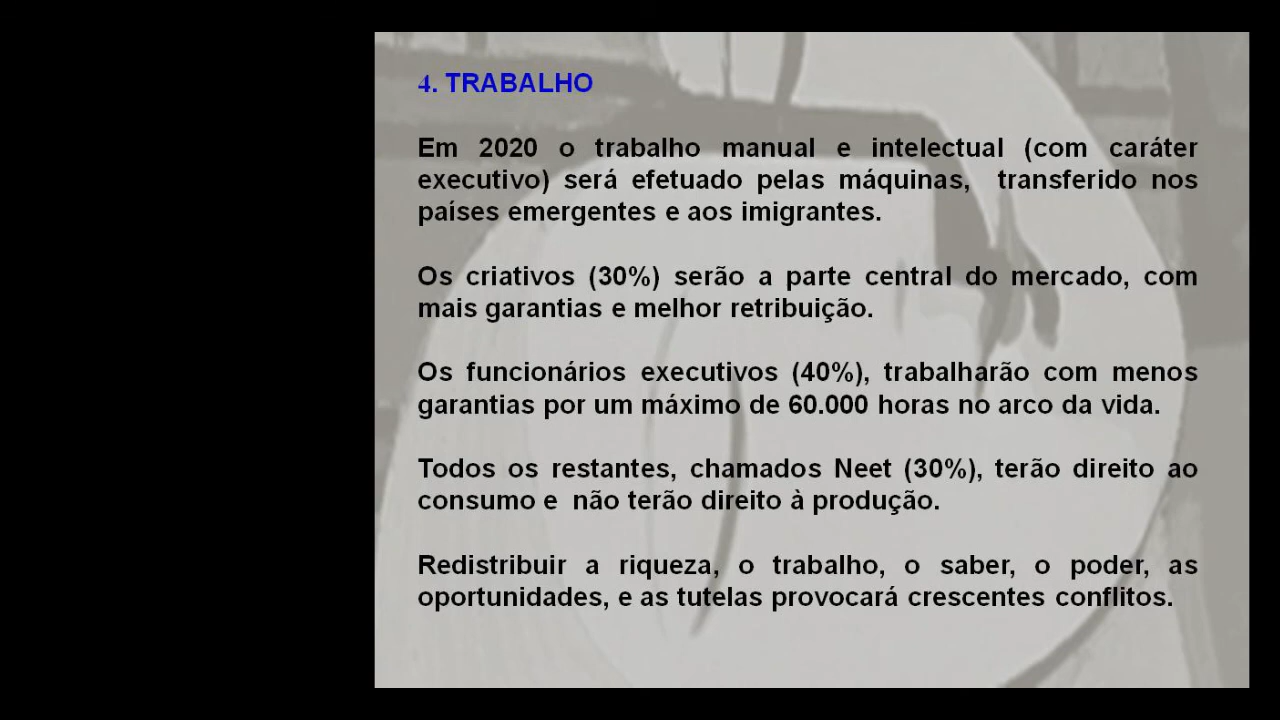 4. TRABALHO
Em 2020 o trabalho manual e intelectual (com caráter
executivo) será efetuado pelas máquinas, transferido nos
países emergentes e aos imigrantes.
Os criativos (30%) serão a parte central do mercado, com
mais garantias e melhor retribuição.
Os funcionários executivos (40%), trabalharão com menos
garantias por um máximo de 60.000 horas no arco da vida.
Todos os restantes, chamados Neet (30%), terão direito ao
consumo e não terão direito à produção.
Redistribuir a riqueza, o trabalho, o saber, o poder, as
oportunidades, e as tutelas provocará crescentes conflitos.